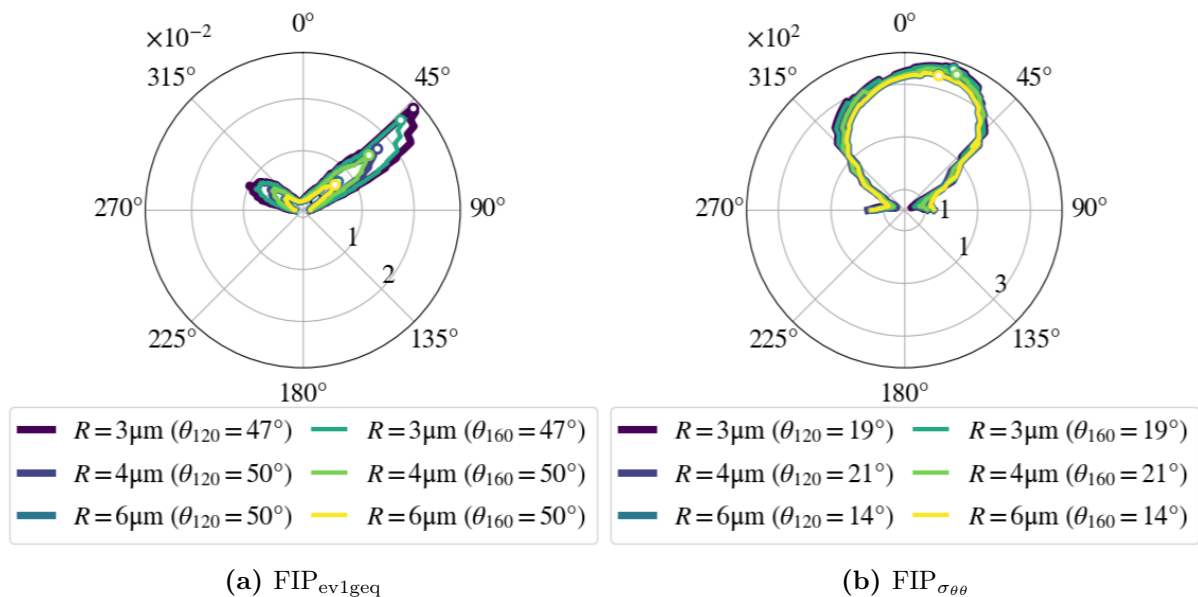 ×10⁻²
0°
45°
90°
135°
180°
225°
270°
315°
1
2
R = 3µm (θ₁₂₀ = 47°) R = 3µm (θ₁₆₀ = 47°)
R = 4µm (θ₁₂₀ = 50°) R = 4µm (θ₁₆₀ = 50°)
R = 6µm (θ₁₂₀ = 50°) R = 6µm (θ₁₆₀ = 50°)
(a) FIP_ev1geq
×10²
0°
45°
90°
135°
180°
225°
270°
315°
1
1
3
R = 3µm (θ₁₂₀ = 19°) R = 3µm (θ₁₆₀ = 19°)
R = 4µm (θ₁₂₀ = 21°) R = 4µm (θ₁₆₀ = 21°)
R = 6µm (θ₁₂₀ = 14°) R = 6µm (θ₁₆₀ = 14°)
(b) FIP_σθθ